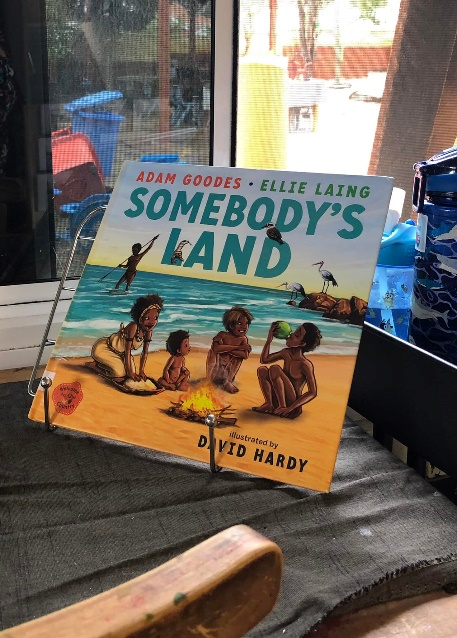 ADAM GOODES • ELLIE LAING
SOMEBODY'S
LAND
illustrated by
DAVID HARDY